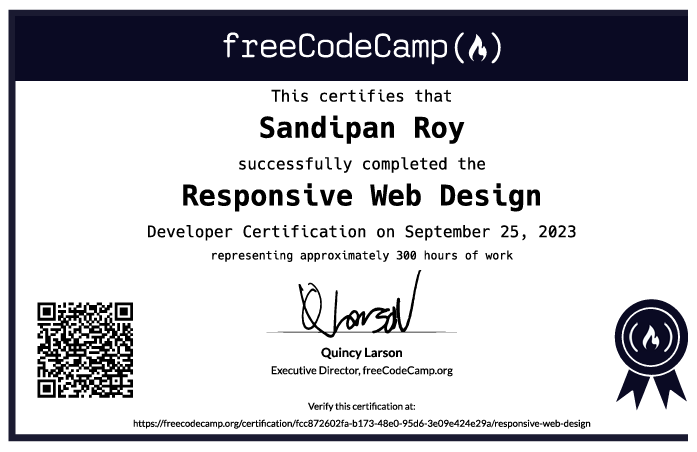 freeCodeCamp
This certifies that
Sandipan Roy
successfully completed the
Responsive Web Design
Developer Certification on September 25, 2023
representing approximately 300 hours of work
Quincy Larson
Executive Director, freeCodeCamp.org
Verify this certification at:
https://freecodecamp.org/certification/fcc872602fa-b173-48e0-95d6-3e09e424e29a/responsive-web-design